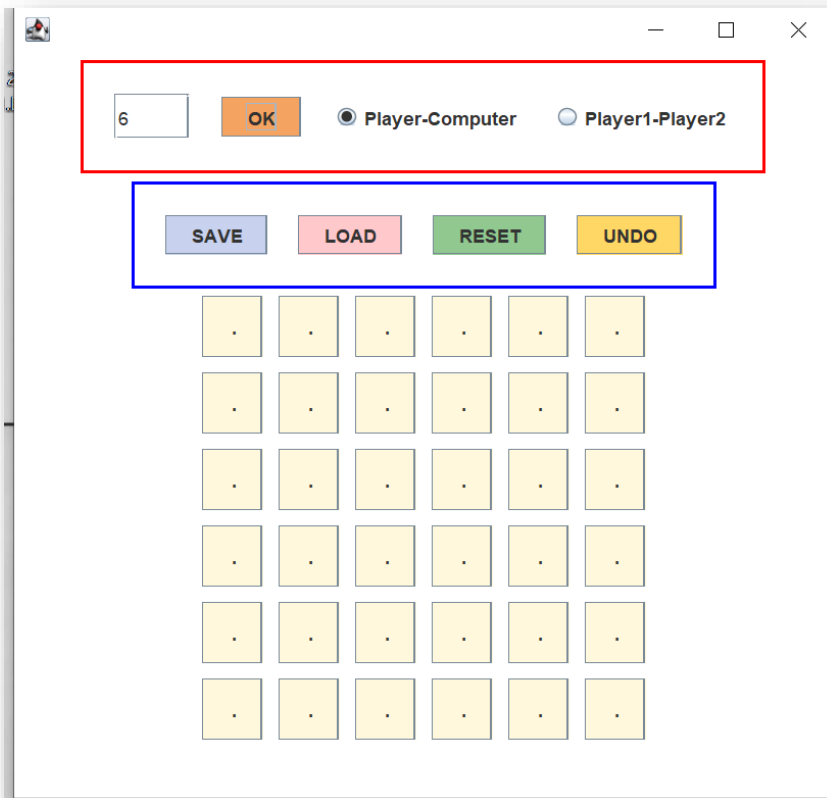 6 OK Player-Computer Player1-Player2
SAVE LOAD RESET UNDO
. . . . . .
. . . . . .
. . . . . .
. . . . . .
. . . . . .
. . . . . .